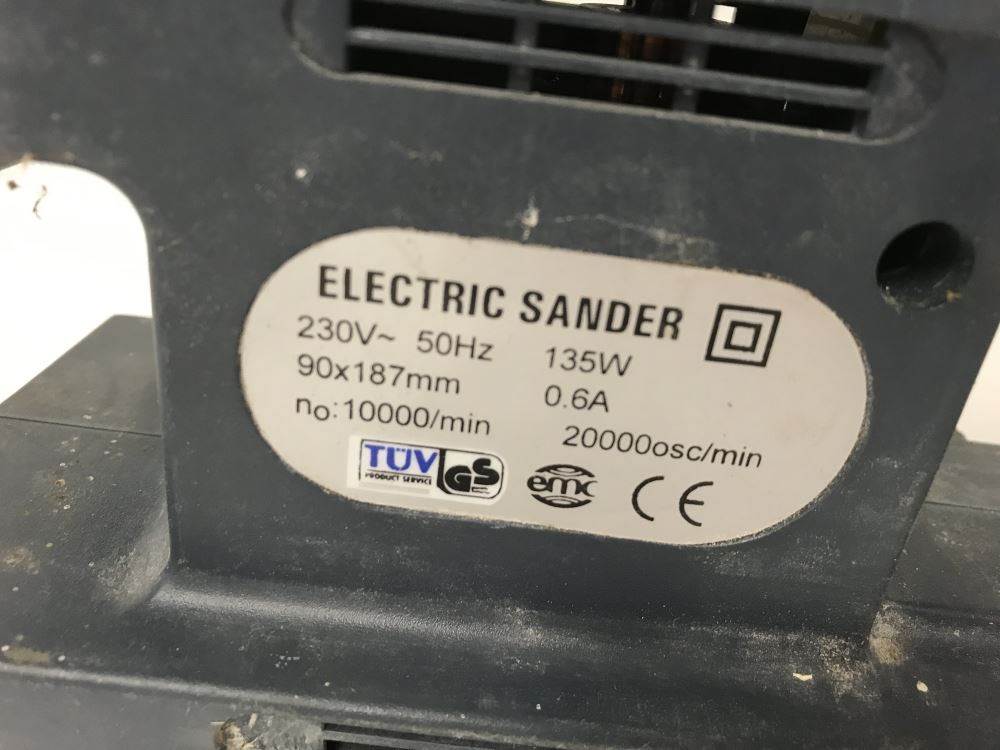 ELECTRIC SANDER
230V~ 50Hz 135W
90x187mm 0.6A
no:10000/min 20000osc/min
TÜV GS emc CE
PRODUCT SERVICE